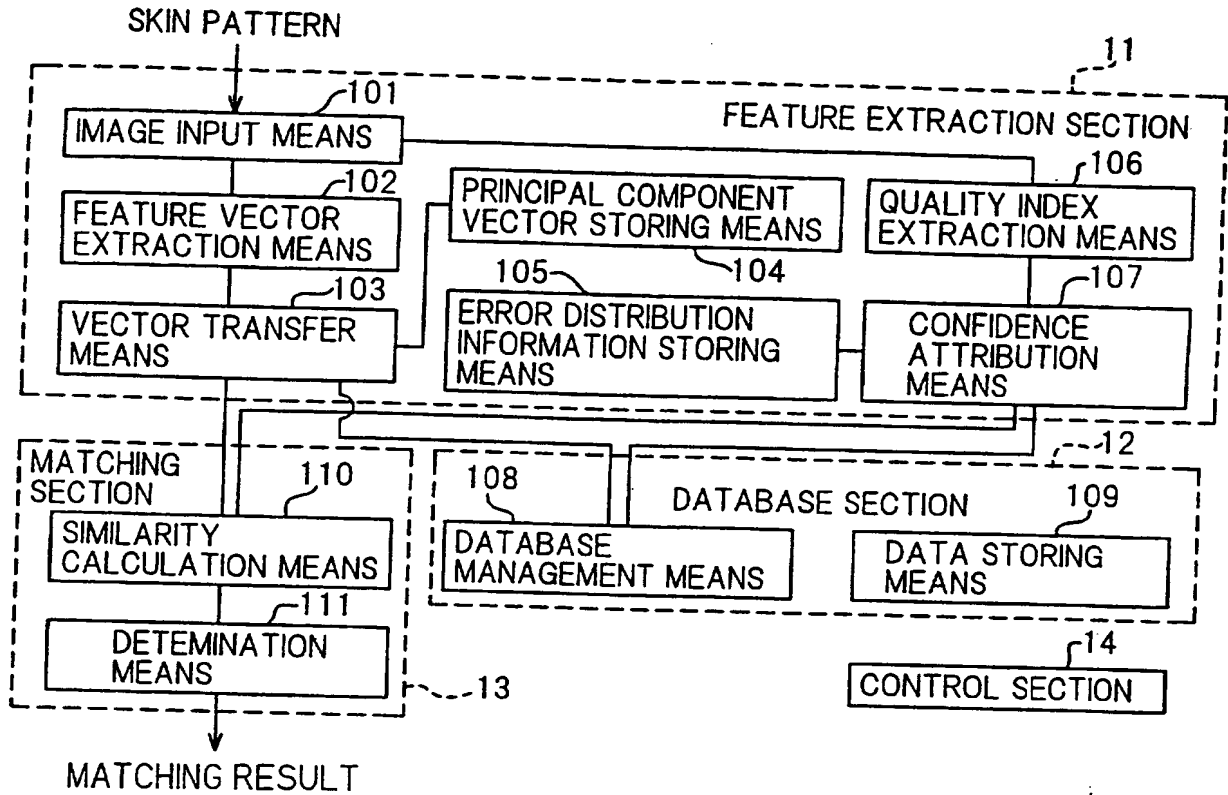 SKIN PATTERN
11
101
IMAGE INPUT MEANS
FEATURE EXTRACTION SECTION
102
FEATURE VECTOR
EXTRACTION MEANS
PRINCIPAL COMPONENT
VECTOR STORING MEANS
104
106
QUALITY INDEX
EXTRACTION MEANS
103
VECTOR TRANSFER
MEANS
105
ERROR DISTRIBUTION
INFORMATION STORING
MEANS
107
CONFIDENCE
ATTRIBUTION
MEANS
MATCHING
SECTION
110
SIMILARITY
CALCULATION MEANS
12
DATABASE SECTION
108
DATABASE
MANAGEMENT MEANS
109
DATA STORING
MEANS
111
DETEMINATION
MEANS
13
14
CONTROL SECTION
MATCHING RESULT